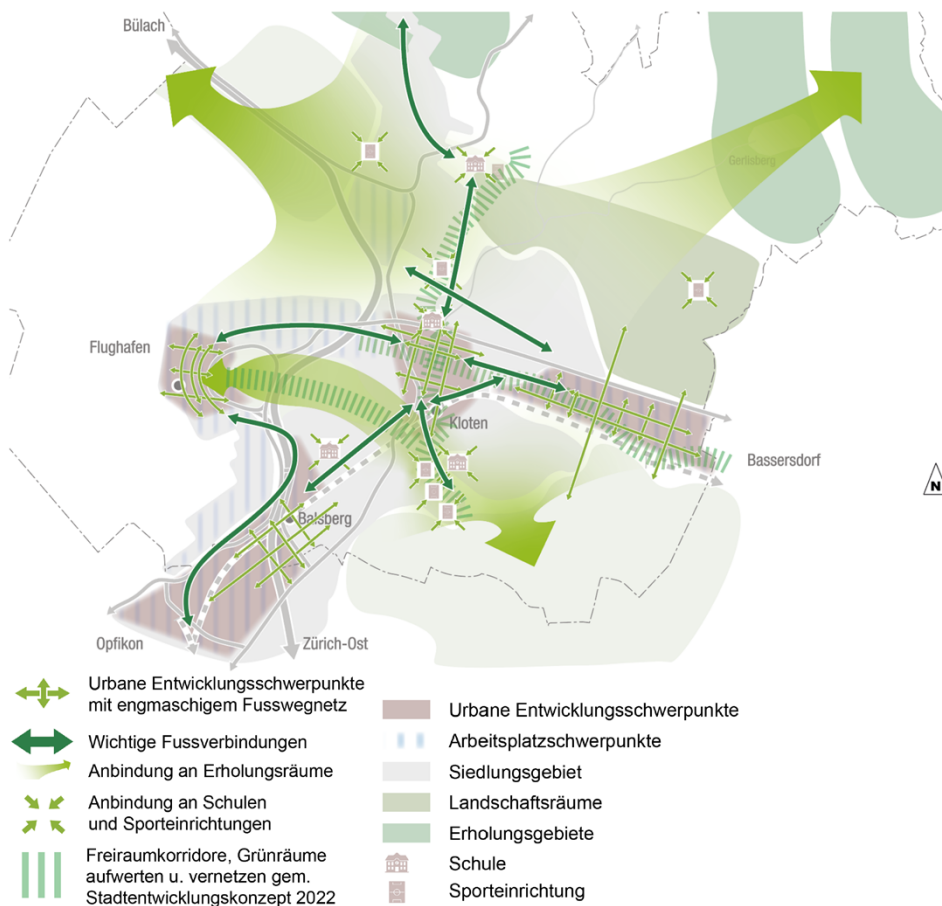 Bülach
Gerlisberg
Flughafen
Kloten
Bassersdorf
N
Balsberg
Opfikon
Zürich-Ost
Urbane Entwicklungsschwerpunkte
mit engmaschigem Fusswegnetz
Wichtige Fussverbindungen
Anbindung an Erholungsräume
Anbindung an Schulen
und Sporteinrichtungen
Freiraumkorridore, Grünräume
aufwerten u. vernetzen gem.
Stadtentwicklungskonzept 2022
Urbane Entwicklungsschwerpunkte
Arbeitsplatzschwerpunkte
Siedlungsgebiet
Landschaftsräume
Erholungsgebiete
Schule
Sporteinrichtung